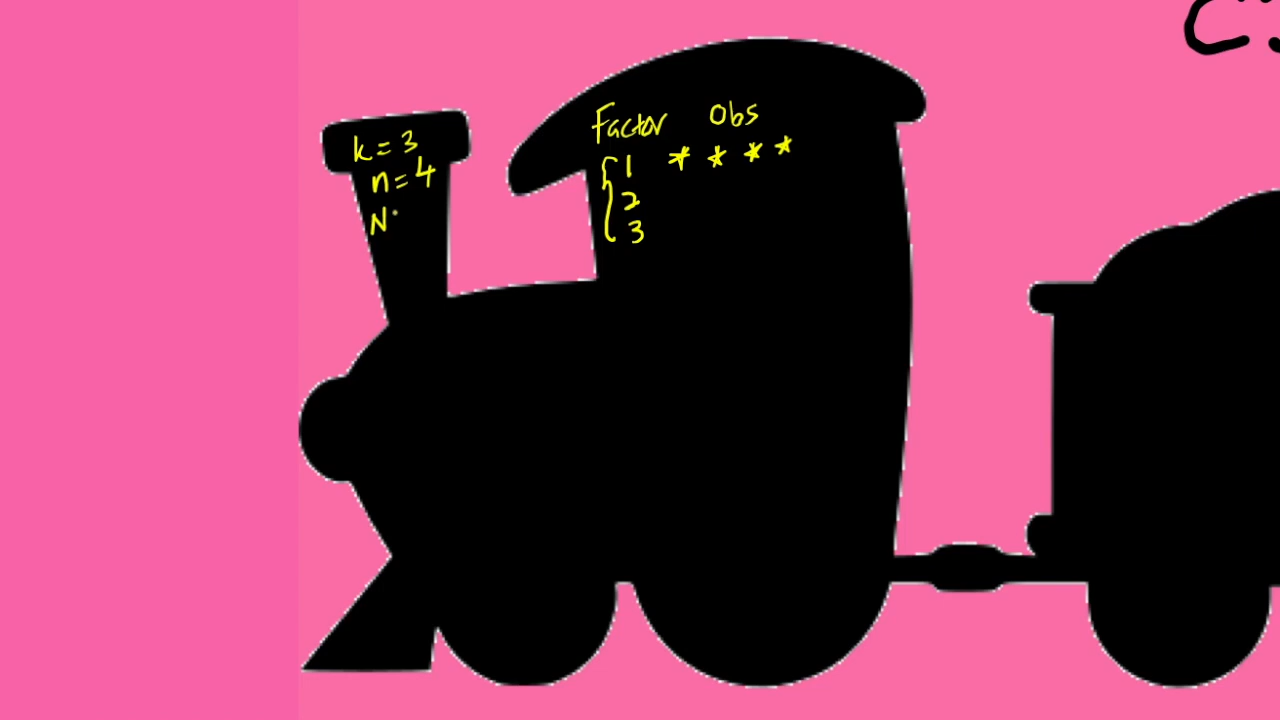 k = 3
n = 4
N
Factor Obs
1 * * * *
2
3